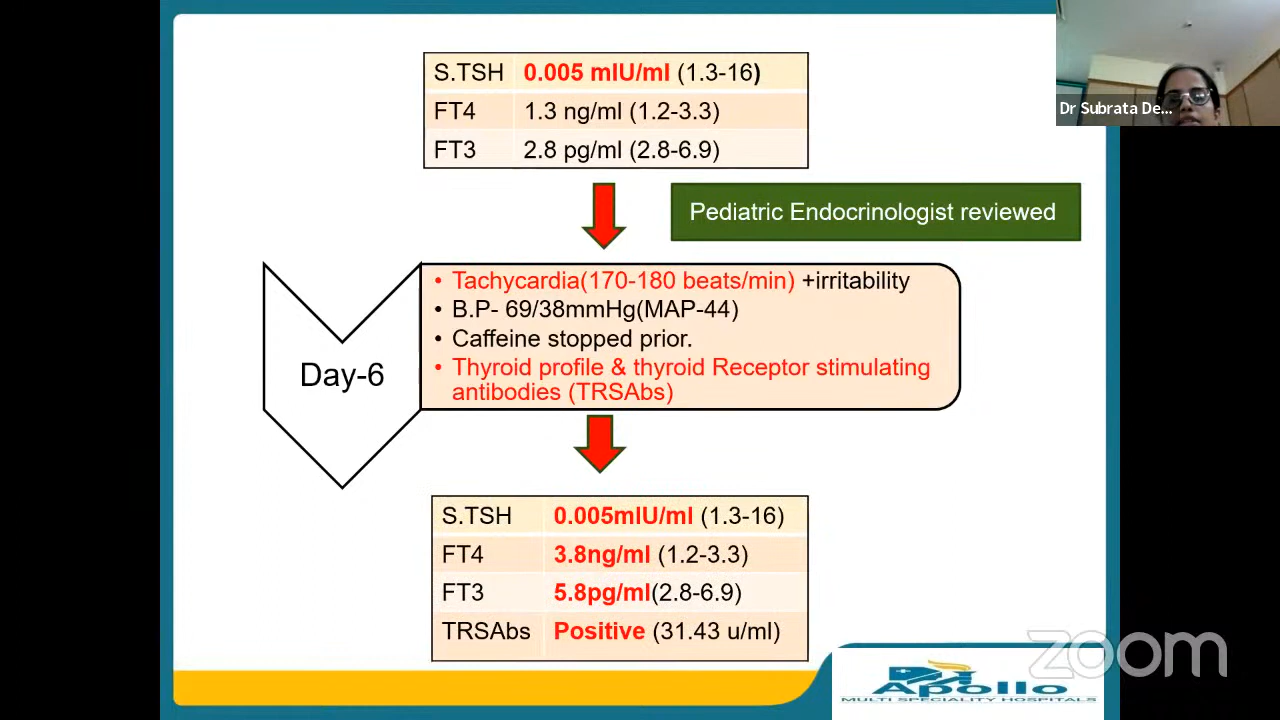 S.TSH 0.005 mIU/ml (1.3-16)
FT4 1.3 ng/ml (1.2-3.3)
FT3 2.8 pg/ml (2.8-6.9)
Dr Subrata De...
Pediatric Endocrinologist reviewed
Day-6
• Tachycardia(170-180 beats/min) +irritability
• B.P- 69/38mmHg(MAP-44)
• Caffeine stopped prior.
• Thyroid profile & thyroid Receptor stimulating
antibodies (TRSAbs)
S.TSH 0.005mIU/ml (1.3-16)
FT4 3.8ng/ml (1.2-3.3)
FT3 5.8pg/ml(2.8-6.9)
TRSAbs Positive (31.43 u/ml)
zoom
Apollo
MULTI SPECIALITY HOSPITALS